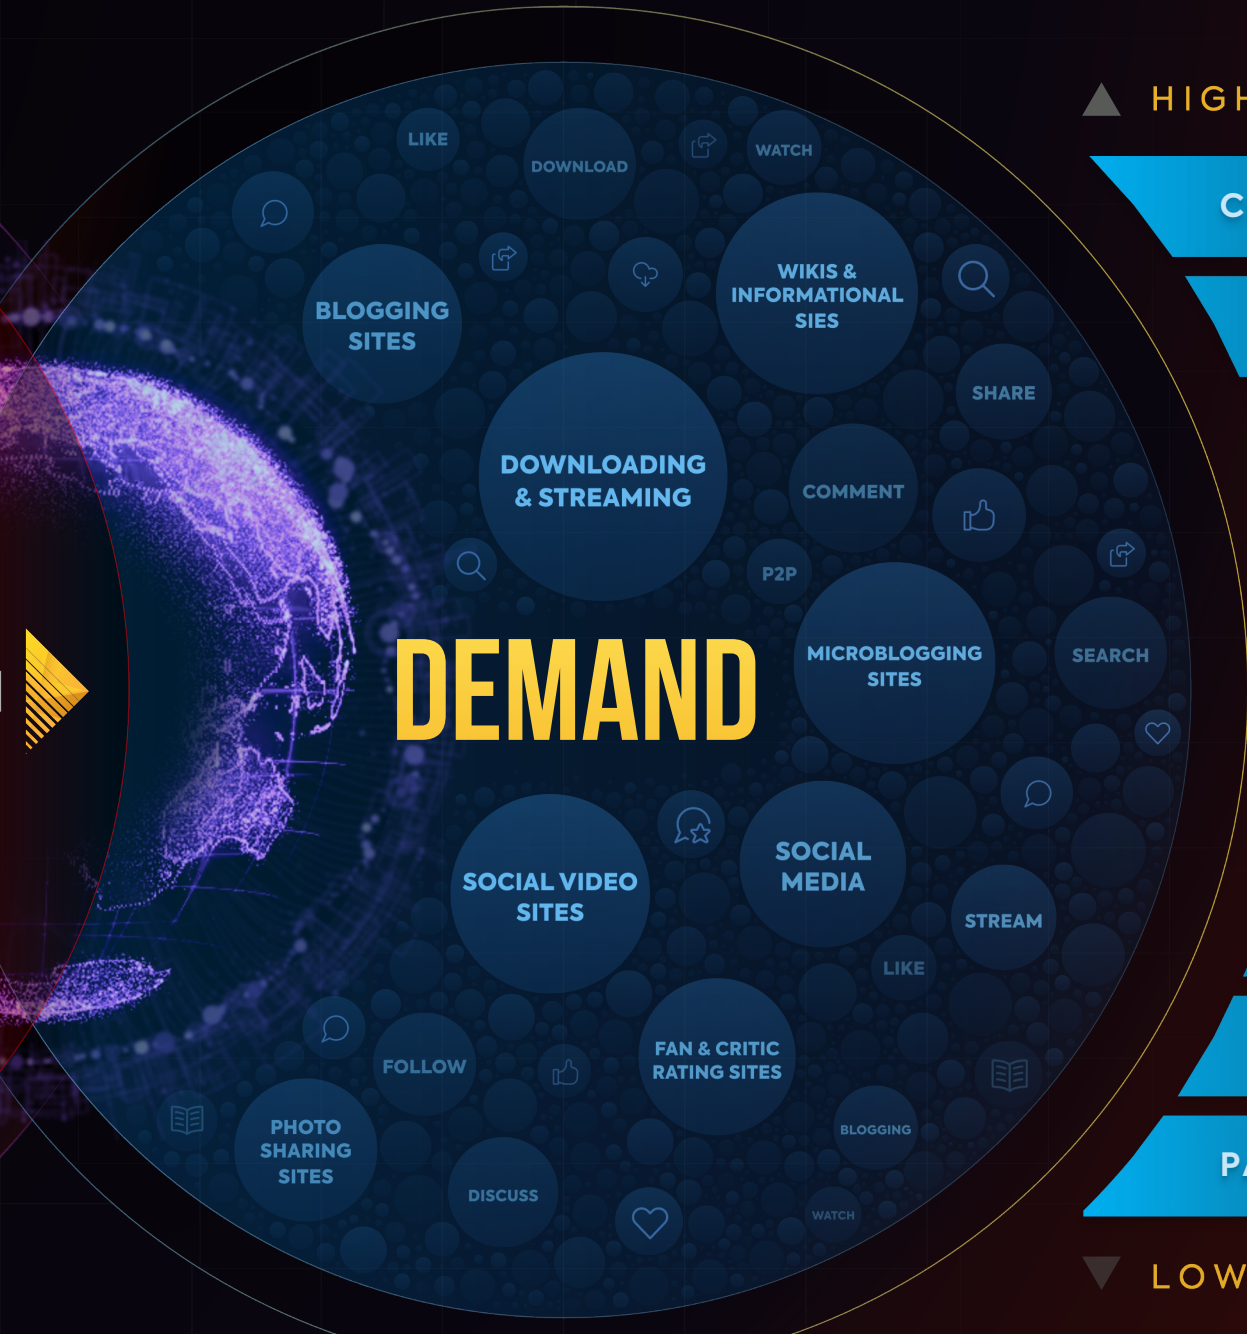 HIGH
LIKE
DOWNLOAD
WATCH
C
BLOGGING
SITES
WIKIS &
INFORMATIONAL
SIES
SHARE
DOWNLOADING
& STREAMING
COMMENT
P2P
MICROBLOGGING
SITES
SEARCH
DEMAND
SOCIAL VIDEO
SITES
SOCIAL
MEDIA
STREAM
LIKE
FAN & CRITIC
RATING SITES
FOLLOW
BLOGGING
PHOTO
SHARING
SITES
DISCUSS
WATCH
PA
LOW